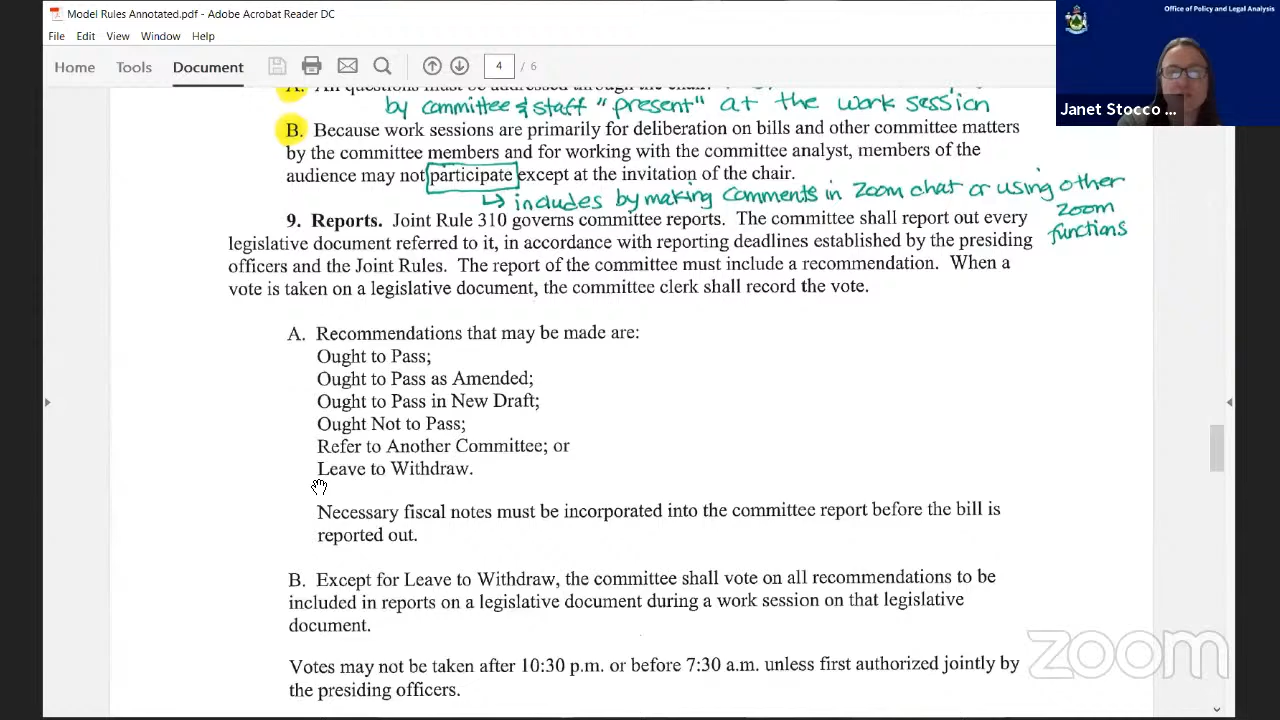 Model Rules Annotated.pdf - Adobe Acrobat Reader DC
Office of Policy and Legal Analysis
File Edit View Window Help
Home Tools Document 4 / 6
Janet Stocco ...
A. All questions must be addressed through the chair.
by committee & staff "present" at the work session
B. Because work sessions are primarily for deliberation on bills and other committee matters
by the committee members and for working with the committee analyst, members of the
audience may not participate except at the invitation of the chair.
↳ includes by making comments in Zoom chat or using other
zoom
functions
9. Reports. Joint Rule 310 governs committee reports. The committee shall report out every
legislative document referred to it, in accordance with reporting deadlines established by the presiding
officers and the Joint Rules. The report of the committee must include a recommendation. When a
vote is taken on a legislative document, the committee clerk shall record the vote.
A. Recommendations that may be made are:
Ought to Pass;
Ought to Pass as Amended;
Ought to Pass in New Draft;
Ought Not to Pass;
Refer to Another Committee; or
Leave to Withdraw.
Necessary fiscal notes must be incorporated into the committee report before the bill is
reported out.
B. Except for Leave to Withdraw, the committee shall vote on all recommendations to be
included in reports on a legislative document during a work session on that legislative
document.
Votes may not be taken after 10:30 p.m. or before 7:30 a.m. unless first authorized jointly by
the presiding officers.
zoom